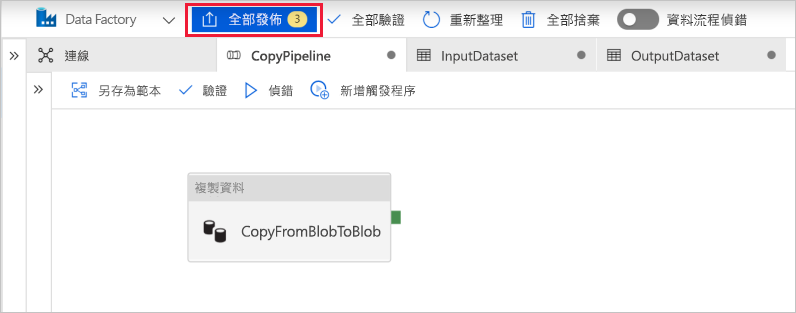 Data Factory 全部發佈 3 全部驗證 重新整理 全部捨棄 資料流程偵錯
連線 CopyPipeline InputDataset OutputDataset
另存為範本 驗證 偵錯 新增觸發程序
複製資料
CopyFromBlobToBlob